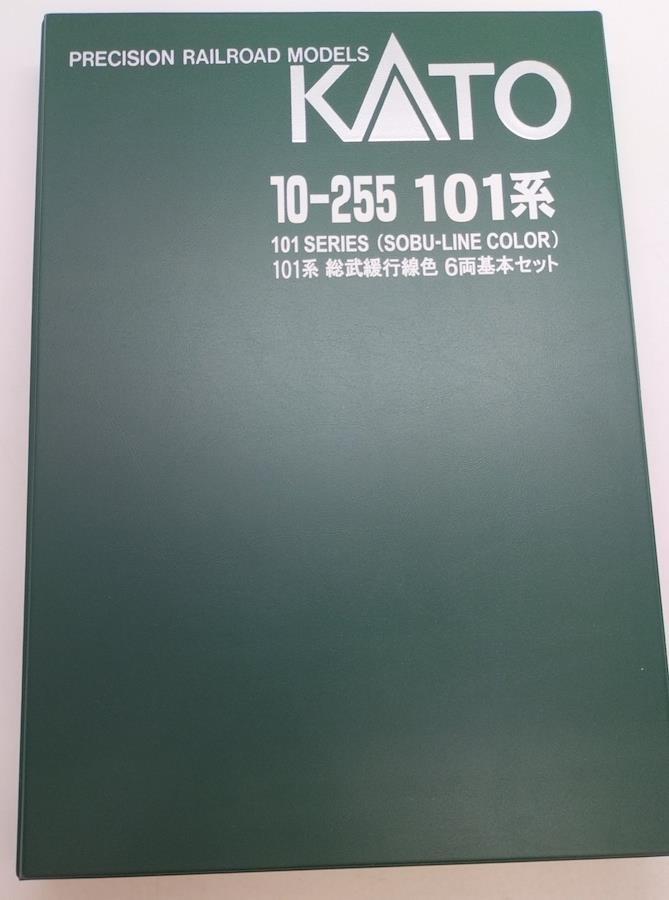 PRECISION RAILROAD MODELS
KATO
10-255 101系
101 SERIES (SOBU-LINE COLOR)
101系 総武緩行線色 6両基本セット